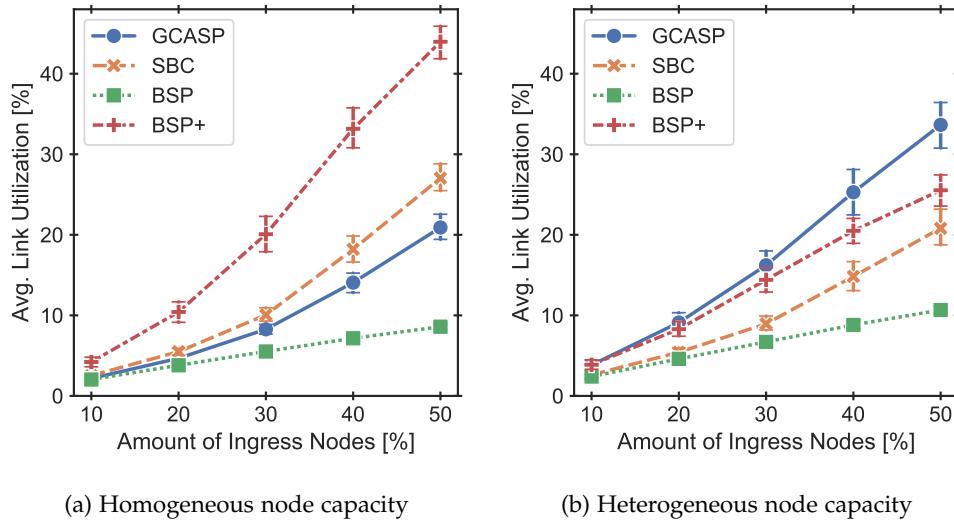 GCASP
SBC
BSP
BSP+
Avg. Link Utilization [%]
40
30
20
10
0
10 20 30 40 50
Amount of Ingress Nodes [%]
(a) Homogeneous node capacity
GCASP
SBC
BSP
BSP+
Avg. Link Utilization [%]
40
30
20
10
0
10 20 30 40 50
Amount of Ingress Nodes [%]
(b) Heterogeneous node capacity